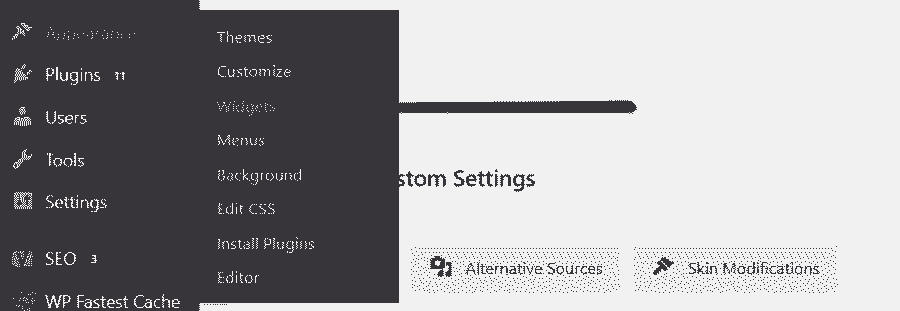 Appearance
Plugins 11
Users
Tools
Settings
SEO 3
WP Fastest Cache
Themes
Customize
Widgets
Menus
Background
Edit CSS
Install Plugins
Editor
stom Settings
Alternative Sources
Skin Modifications